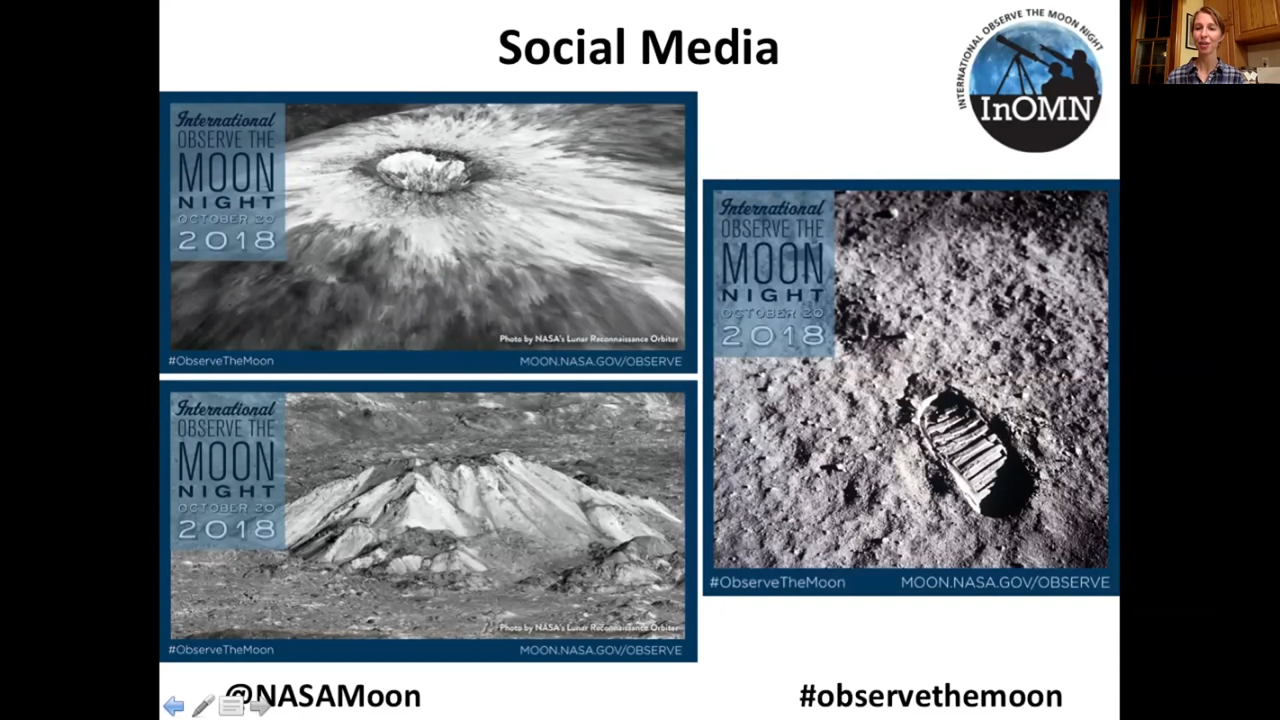 Social Media
INTERNATIONAL OBSERVE THE MOON NIGHT
InOMN
International
OBSERVE THE
MOON
NIGHT
OCTOBER 20
2018
Photo by NASA's Lunar Reconnaissance Orbiter
#ObserveTheMoon MOON.NASA.GOV/OBSERVE
International
OBSERVE THE
MOON
NIGHT
OCTOBER 20
2018
Photo by NASA's Lunar Reconnaissance Orbiter
#ObserveTheMoon MOON.NASA.GOV/OBSERVE
International
OBSERVE THE
MOON
NIGHT
OCTOBER 20
2018
#ObserveTheMoon MOON.NASA.GOV/OBSERVE
@NASAMoon #observethemoon